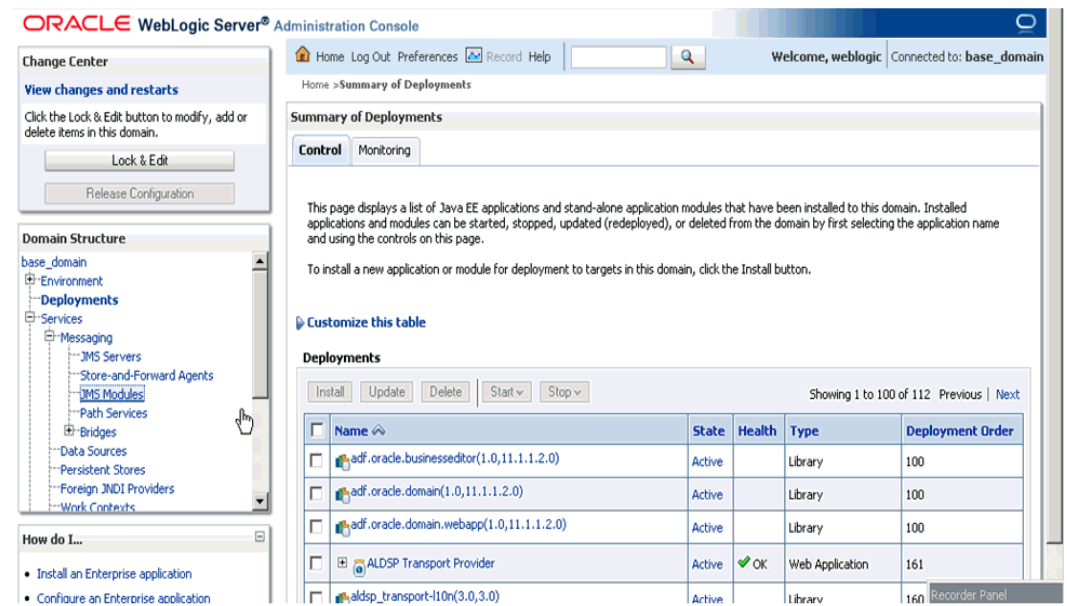 ORACLE WebLogic Server® Administration Console
Change Center
View changes and restarts
Click the Lock & Edit button to modify, add or
delete items in this domain.
Lock & Edit
Release Configuration
Domain Structure
base_domain
Environment
Deployments
Services
Messaging
JMS Servers
Store-and-Forward Agents
JMS Modules
Path Services
Bridges
Data Sources
Persistent Stores
Foreign JNDI Providers
Work Contexts
How do I...
Install an Enterprise application
Configure an Enterprise application
Home Log Out Preferences Record Help
Welcome, weblogic Connected to: base_domain
Home >Summary of Deployments
Summary of Deployments
Control Monitoring
This page displays a list of Java EE applications and stand-alone application modules that have been installed to this domain. Installed
applications and modules can be started, stopped, updated (redeployed), or deleted from the domain by first selecting the application name
and using the controls on this page.
To install a new application or module for deployment to targets in this domain, click the Install button.
Customize this table
Deployments
Install Update Delete Start Stop Showing 1 to 100 of 112 Previous | Next
Name State Health Type Deployment Order
adf.oracle.businesseditor(1.0,11.1.1.2.0) Active Library 100
adf.oracle.domain(1.0,11.1.1.2.0) Active Library 100
adf.oracle.domain.webapp(1.0,11.1.1.2.0) Active Library 100
ALDSP Transport Provider Active OK Web Application 161
aldsp_transport-l10n(3.0,3.0) Active Library 160
Recorder Panel